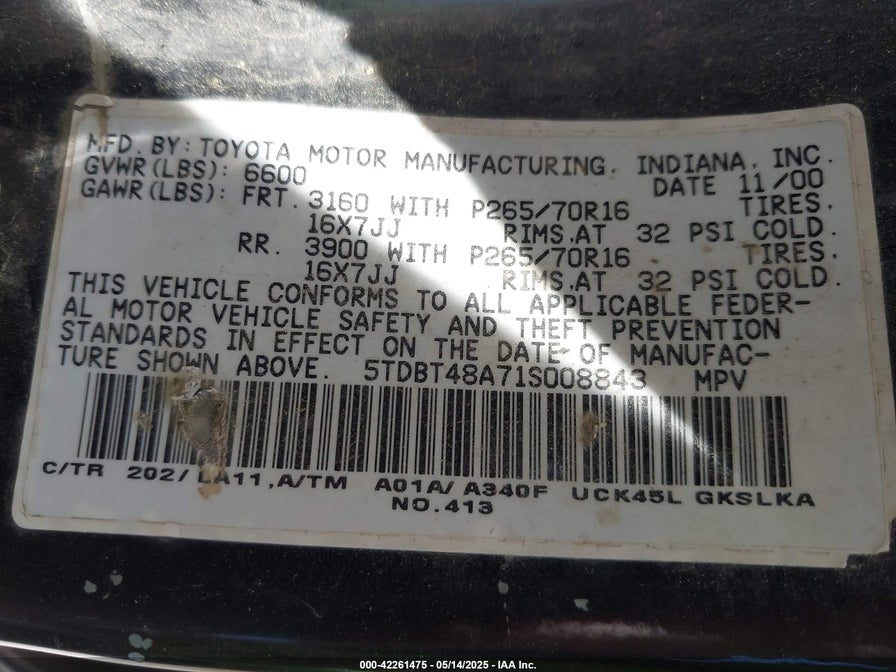 MFD. BY: TOYOTA MOTOR MANUFACTURING, INDIANA, INC.
GVWR(LBS): 6600 DATE 11/00
GAWR(LBS): FRT. 3160 WITH P265/70R16 TIRES.
16X7JJ RIMS.AT 32 PSI COLD.
RR. 3900 WITH P265/70R16 TIRES.
16X7JJ RIMS.AT 32 PSI COLD.
THIS VEHICLE CONFORMS TO ALL APPLICABLE FEDER-
AL MOTOR VEHICLE SAFETY AND THEFT PREVENTION
STANDARDS IN EFFECT ON THE DATE OF MANUFAC-
TURE SHOWN ABOVE. 5TDBT48A71S008843 MPV
C/TR 202/ LA11,A/TM A01A/ A340F UCK45L GKSLKA
NO.413
000-42261475 - 05/14/2025 - IAA Inc.